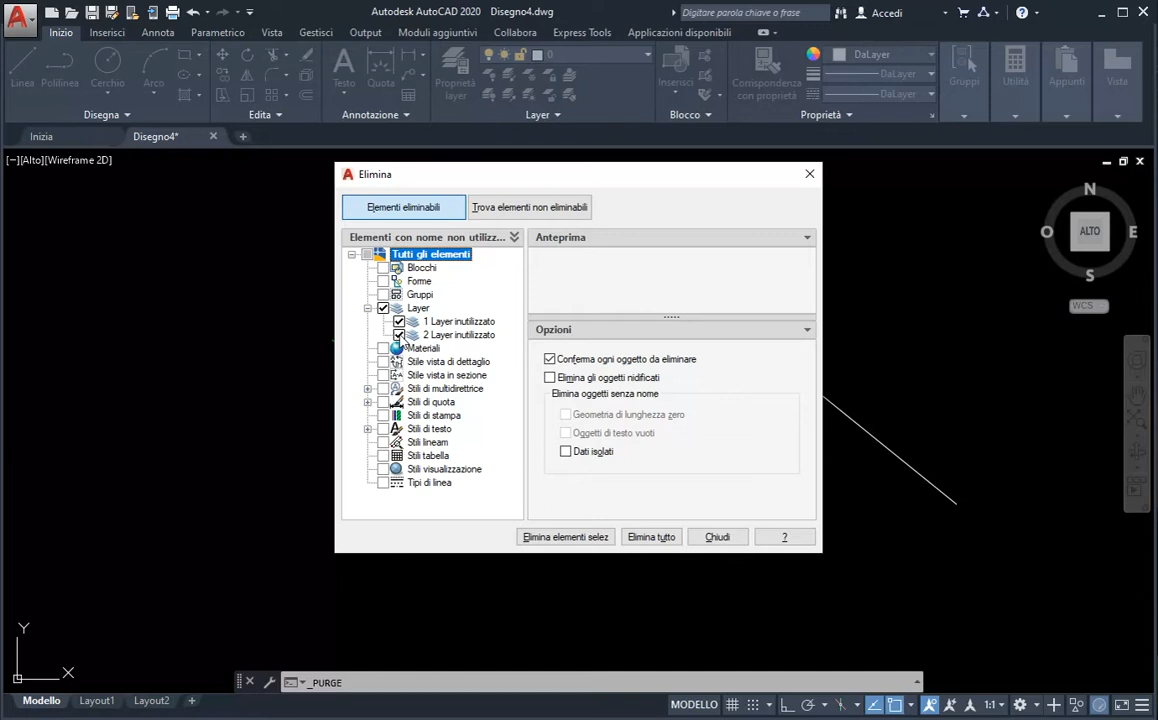 Autodesk AutoCAD 2020 Disegno4.dwg
Digitare parola chiave o frase
Accedi
Inizio Inserisci Annota Parametrico Vista Gestisci Output Moduli aggiuntivi Collabora Express Tools Applicazioni disponibili
Linea Polilinea Cerchio Arco
Testo Quota
Proprietà layer
0
Inserisci
Corrispondenza con proprietà
DaLayer
DaLayer
DaLayer
Gruppi Utilità Appunti Vista
Disegna Edita Annotazione Layer Blocco Proprietà
Inizia Disegno4* +
[−][Alto][Wireframe 2D]
N
O ALTO E
S
WCS
Elimina
Elementi eliminabili Trova elementi non eliminabili
Elementi con nome non utilizz...
Tutti gli elementi
Blocchi
Forme
Gruppi
Layer
1 Layer inutilizzato
2 Layer inutilizzato
Materiali
Stile vista di dettaglio
Stile vista in sezione
Stili di multidirettrice
Stili di quota
Stili di stampa
Stili di testo
Stili lineam
Stili tabella
Stili visualizzazione
Tipi di linea
Anteprima
Opzioni
Conferma ogni oggetto da eliminare
Elimina gli oggetti nidificati
Elimina oggetti senza nome
Geometria di lunghezza zero
Oggetti di testo vuoti
Dati isolati
Elimina elementi selez Elimina tutto Chiudi ?
Y
X
_PURGE
Modello Layout1 Layout2 +
MODELLO 1:1